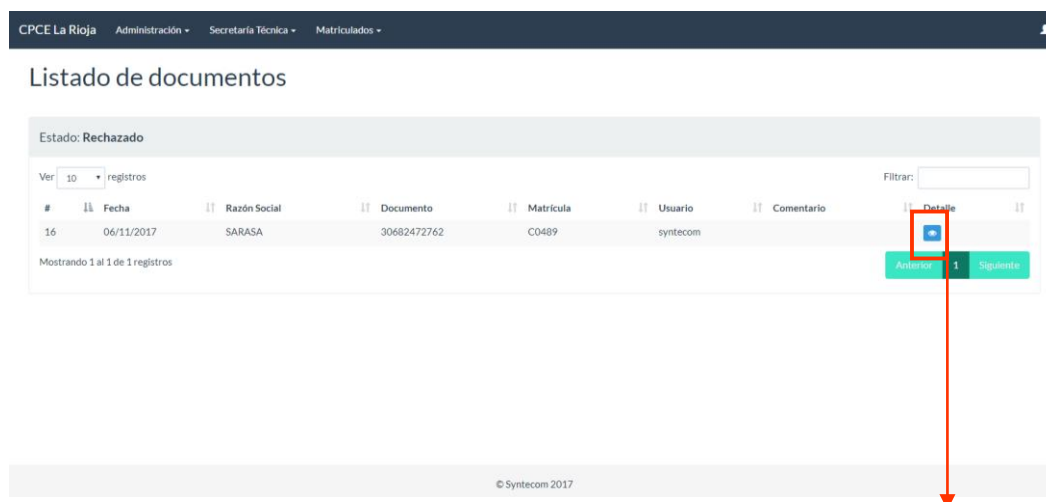 CPCE La Rioja Administración Secretaría Técnica Matriculados
Listado de documentos
Estado: Rechazado
Ver 10 registros Filtrar:
# Fecha Razón Social Documento Matrícula Usuario Comentario Detalle
16 06/11/2017 SARASA 30682472762 C0489 syntecom
Mostrando 1 al 1 de 1 registros Anterior 1 Siguiente
© Syntecom 2017